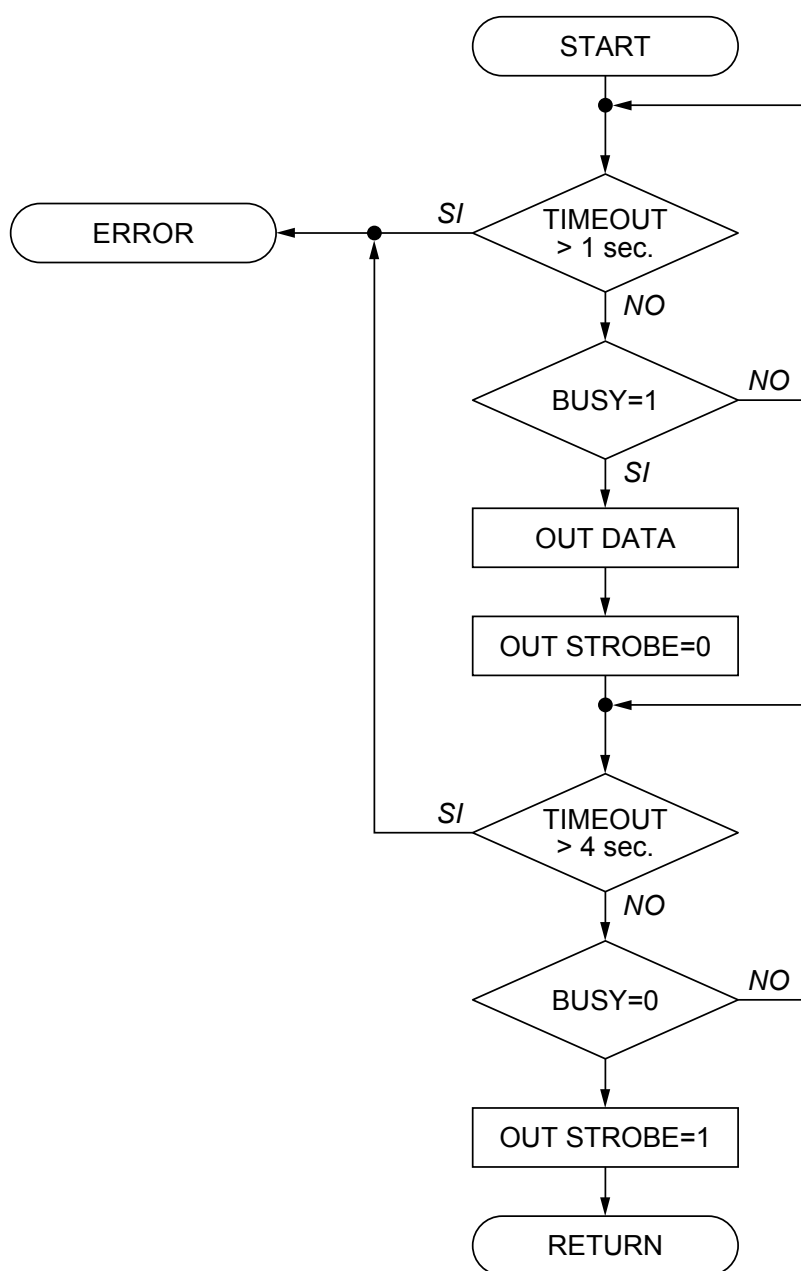 START
SI
TIMEOUT
> 1 sec.
ERROR
NO
BUSY=1
NO
SI
OUT DATA
OUT STROBE=0
SI
TIMEOUT
> 4 sec.
NO
BUSY=0
NO
OUT STROBE=1
RETURN